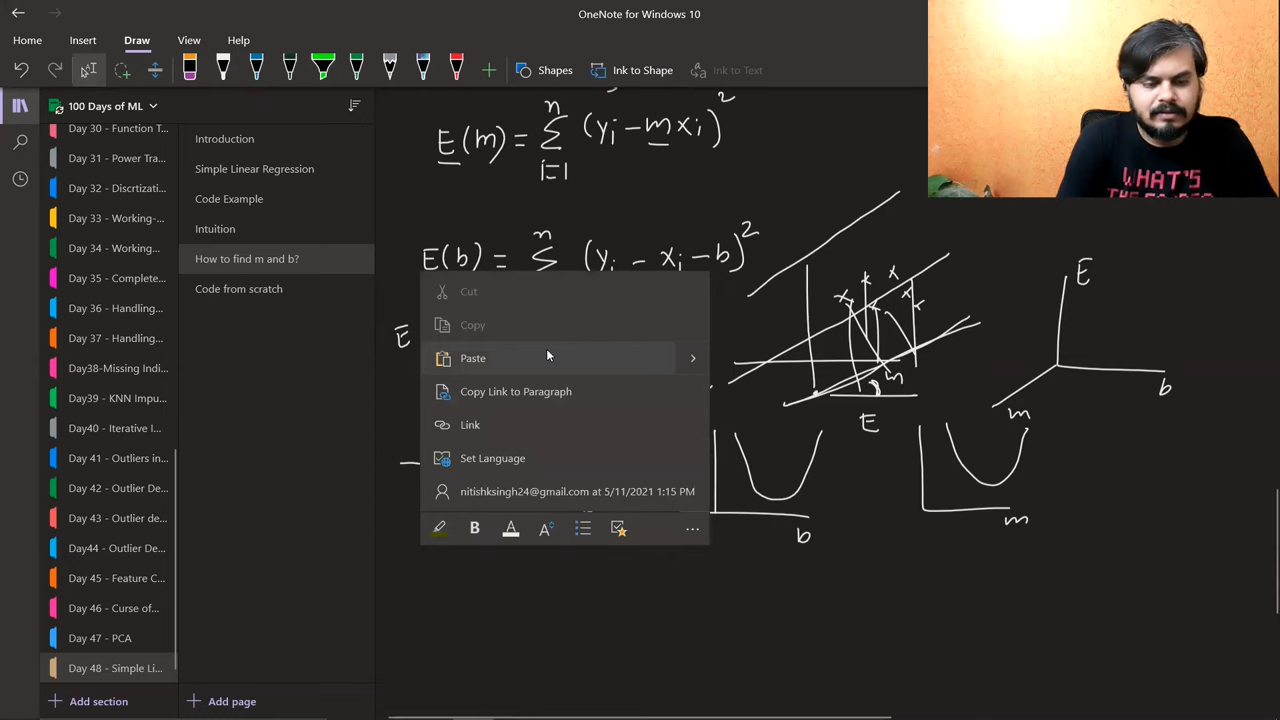 OneNote for Windows 10
Home
Insert
Draw
View
Help
Shapes
Ink to Shape
Ink to Text
100 Days of ML
Day 30 - Function T...
Day 31 - Power Tra...
Day 32 - Discrtizati...
Day 33 - Working-...
Day 34 - Working...
Day 35 - Complete...
Day 36 - Handling...
Day 37 - Handling...
Day38-Missing Indi...
Day39 - KNN Impu...
Day40 - Iterative I...
Day 41 - Outliers in...
Day 42 - Outlier De...
Day 43 - Outlier de...
Day44 - Outlier De...
Day 45 - Feature C...
Day 46 - Curse of...
Day 47 - PCA
Day 48 - Simple Li...
Add section
Introduction
Simple Linear Regression
Code Example
Intuition
How to find m and b?
Code from scratch
Add page
E(m) = n∑i=1 (yi - mxi)²
E(b) = n∑ (yi - xi - b)²
E
Cut
Copy
Paste
Copy Link to Paragraph
Link
Set Language
nitishksingh24@gmail.com at 5/11/2021 1:15 PM
B
A
A
m
E
E
b
m
b
m
WHAT'S
THE